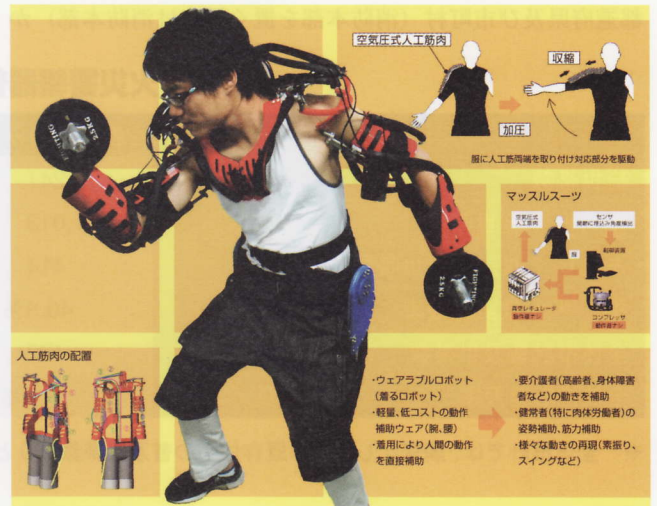 空気圧式人工筋肉
収縮
加圧
服に人工筋両端を取り付け対応部分を駆動
マッスルスーツ
空気圧式
人工筋肉
センサ
腕
制御装置
コンプレッサ
2.5KG
2.5KG
人工筋肉の配置
・ウェアラブルロボット
(着るロボット)
・軽量、低コストの動作
補助ウェア(腕、腰)
・着用により人間の動作
を直接補助
・要介護者(高齢者、身体障害
者など)の動きを補助
・健常者(特に肉体労働者)の
姿勢補助、筋力補助
・様々な動きの再現(素振り、
スイングなど)